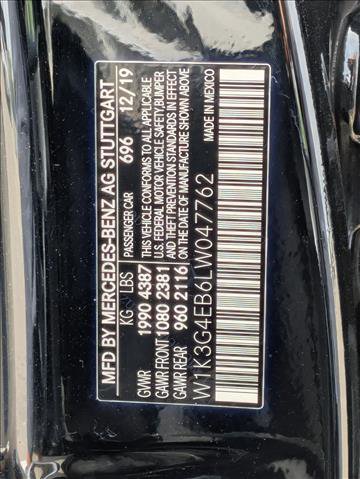 MFD BY MERCEDES-BENZ AG STUTTGART
KG LBS PASSENGER CAR 696 12/19
GVWR 1990 4387
GAWR FRONT 1080 2381
GAWR REAR 960 2116
THIS VEHICLE CONFORMS TO ALL APPLICABLE
U.S. FEDERAL MOTOR VEHICLE SAFETY, BUMPER
AND THEFT PREVENTION STANDARDS IN EFFECT
ON THE DATE OF MANUFACTURE SHOWN ABOVE
W1K3G4EB6LW047762 MADE IN MEXICO